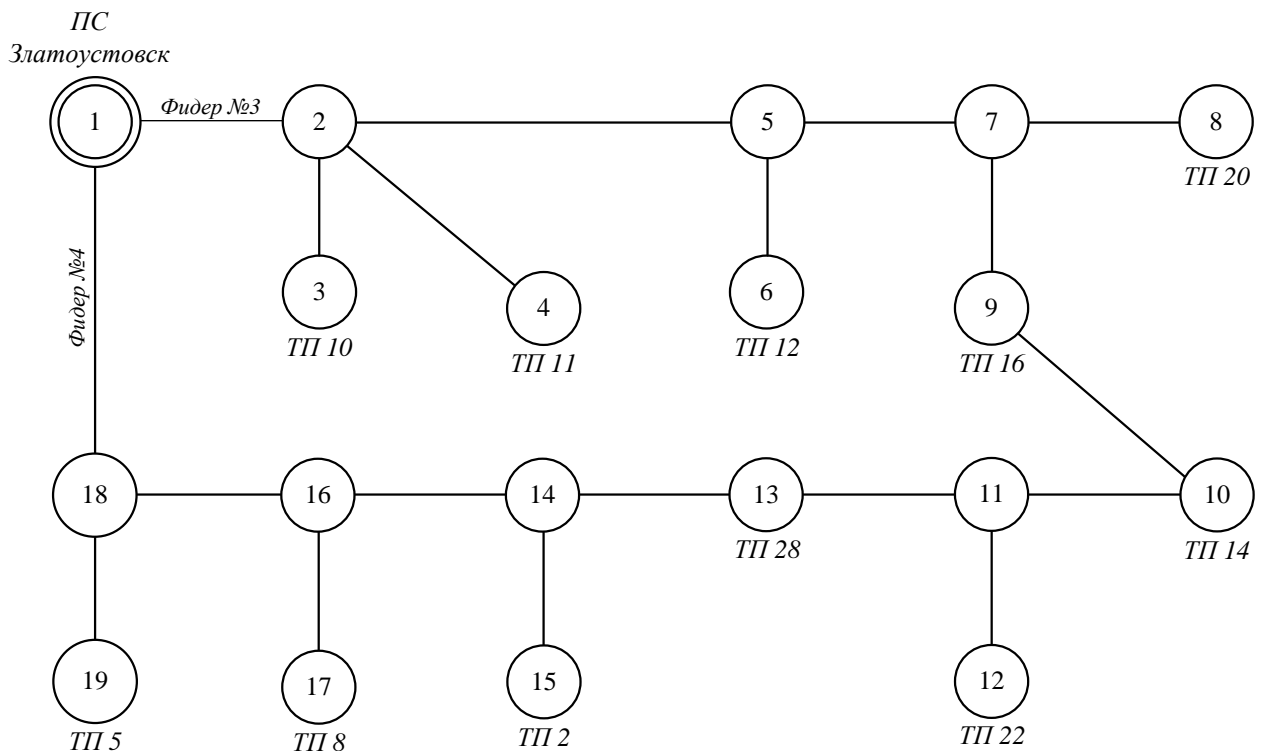 ПС
Златоустовск
1
Фидер №3
2
5
7
8
ТП 20
Фидер №4
3
ТП 10
4
ТП 11
6
ТП 12
9
ТП 16
18
16
14
13
ТП 28
11
10
ТП 14
19
ТП 5
17
ТП 8
15
ТП 2
12
ТП 22